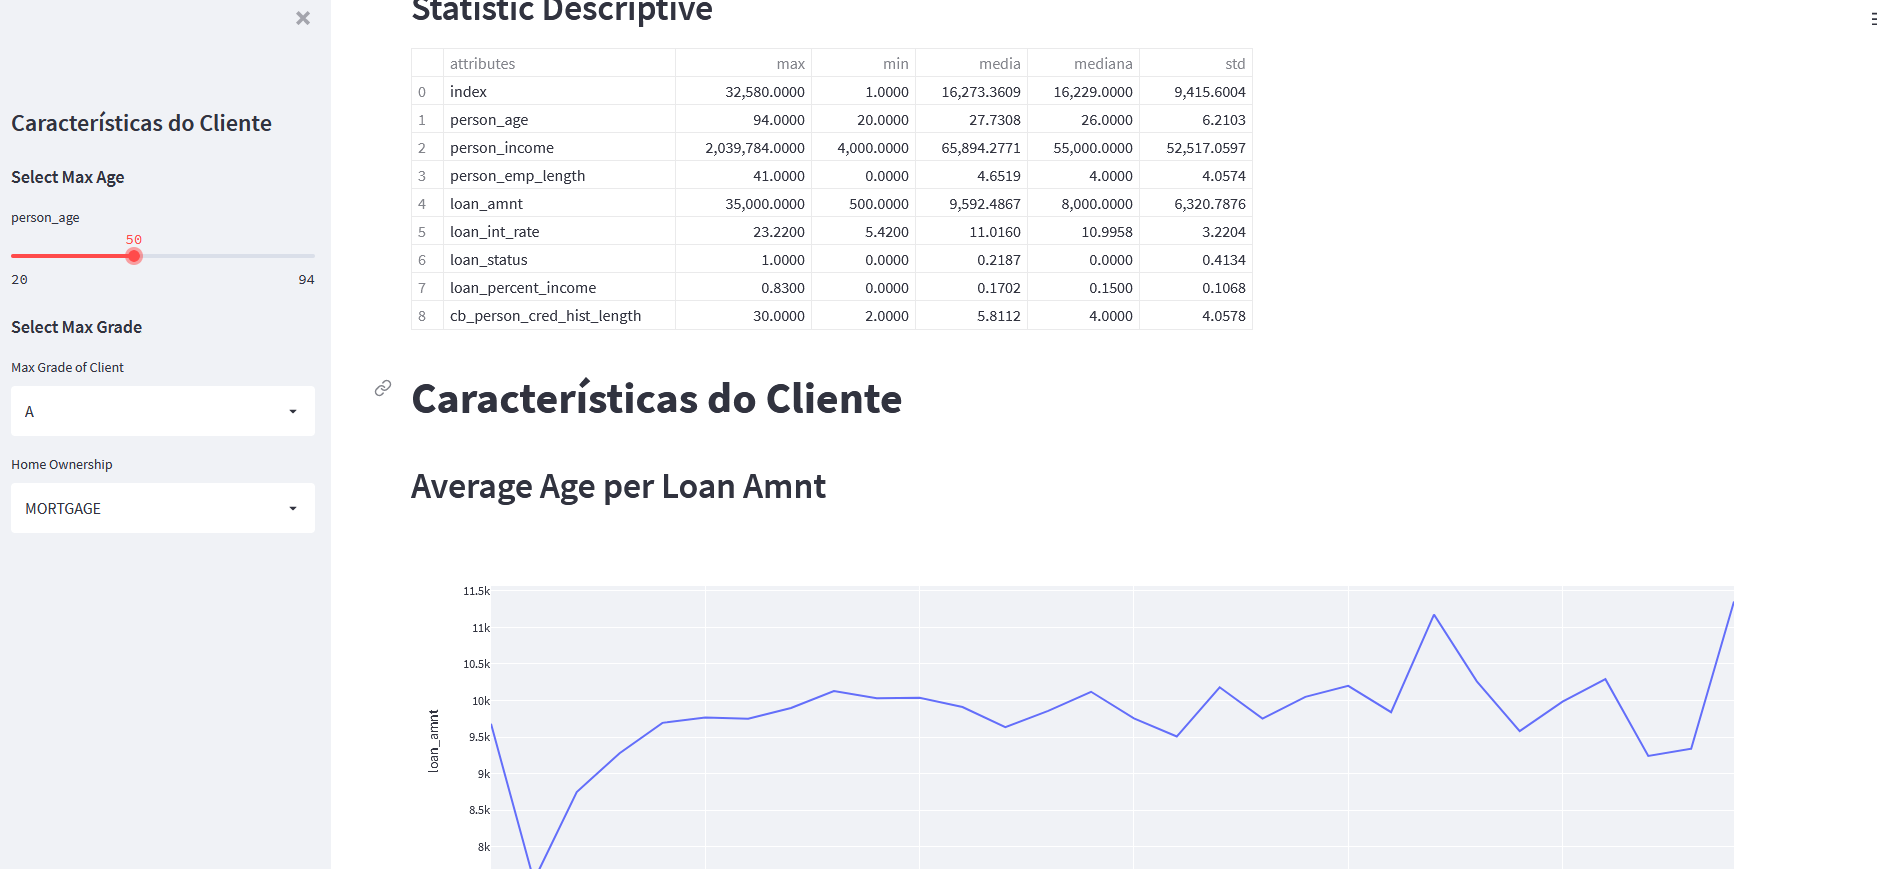 Características do Cliente
Select Max Age
person_age
50
20 94
Select Max Grade
Max Grade of Client
A
Home Ownership
MORTGAGE
Statistic Descriptive
attributes max min media mediana std
0 index 32,580.0000 1.0000 16,273.3609 16,229.0000 9,415.6004
1 person_age 94.0000 20.0000 27.7308 26.0000 6.2103
2 person_income 2,039,784.0000 4,000.0000 65,894.2771 55,000.0000 52,517.0597
3 person_emp_length 41.0000 0.0000 4.6519 4.0000 4.0574
4 loan_amnt 35,000.0000 500.0000 9,592.4867 8,000.0000 6,320.7876
5 loan_int_rate 23.2200 5.4200 11.0160 10.9958 3.2204
6 loan_status 1.0000 0.0000 0.2187 0.0000 0.4134
7 loan_percent_income 0.8300 0.0000 0.1702 0.1500 0.1068
8 cb_person_cred_hist_length 30.0000 2.0000 5.8112 4.0000 4.0578
Características do Cliente
Average Age per Loan Amnt
11.5k
11k
10.5k
10k
9.5k
9k
8.5k
8k
loan_amnt